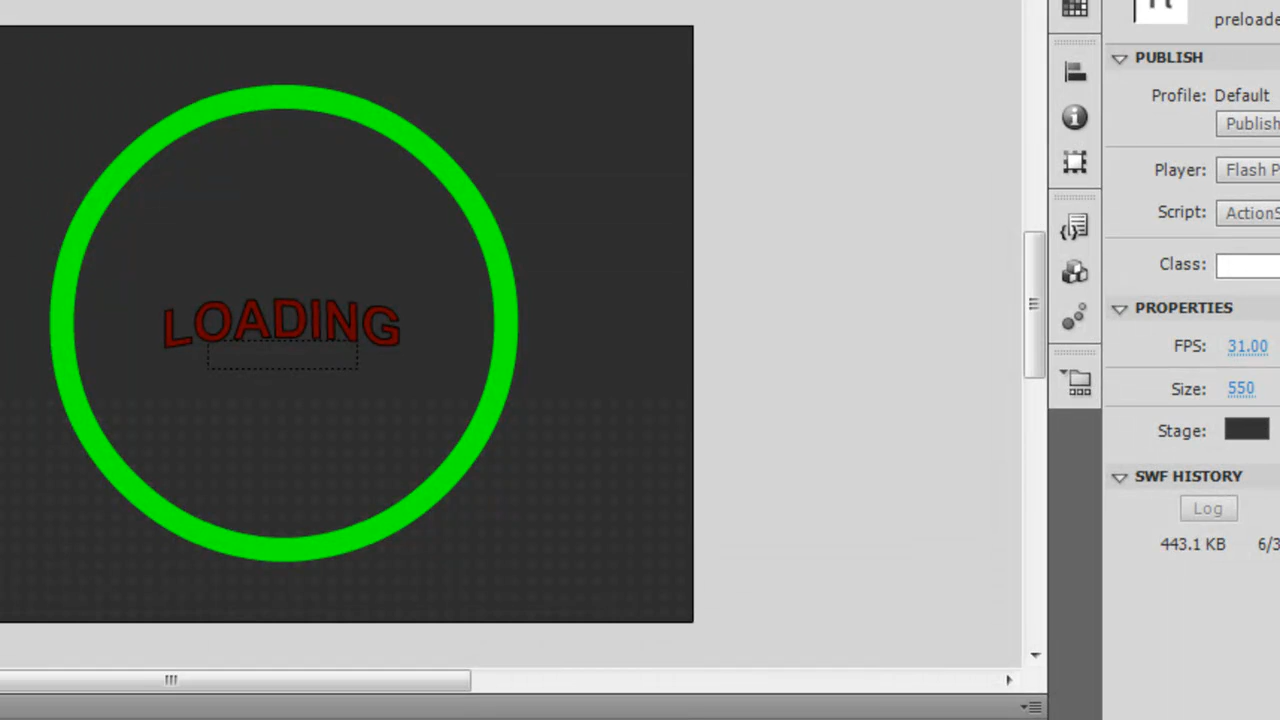 preloade
PUBLISH
Profile: Default
Publish
Player: Flash P
Script: ActionS
Class:
PROPERTIES
FPS: 31.00
Size: 550
Stage:
SWF HISTORY
Log
443.1 KB 6/3
LOADING